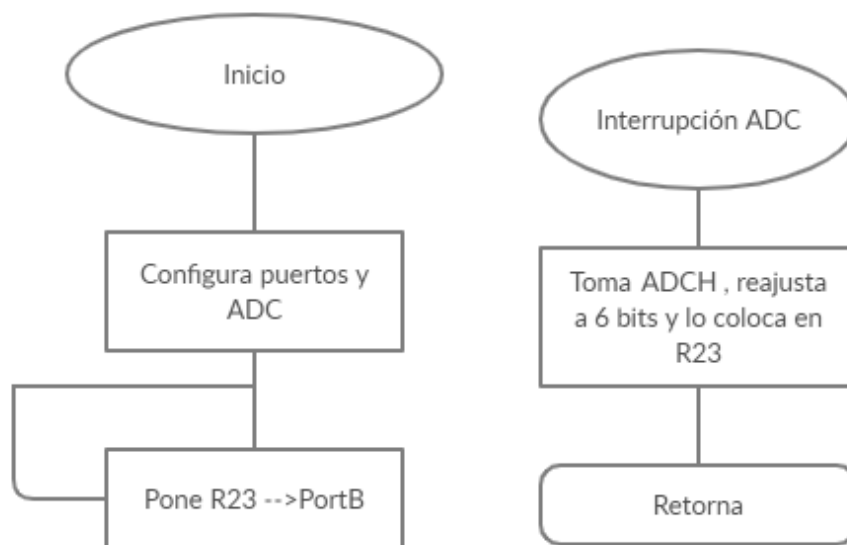 Inicio
Configura puertos y
ADC
Pone R23 -->PortB
Interrupción ADC
Toma ADCH , reajusta
a 6 bits y lo coloca en
R23
Retorna